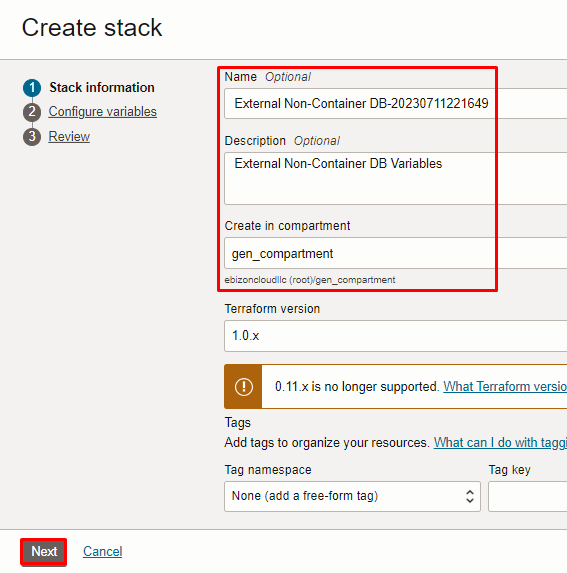 Create stack
1 Stack information
2 Configure variables
3 Review
Name Optional
External Non-Container DB-20230711221649
Description Optional
External Non-Container DB Variables
Create in compartment
gen_compartment
ebizoncloudllc (root)/gen_compartment
Terraform version
1.0.x
0.11.x is no longer supported. What Terraform versio
Tags
Add tags to organize your resources. What can I do with taggi
Tag namespace Tag key
None (add a free-form tag)
Next Cancel